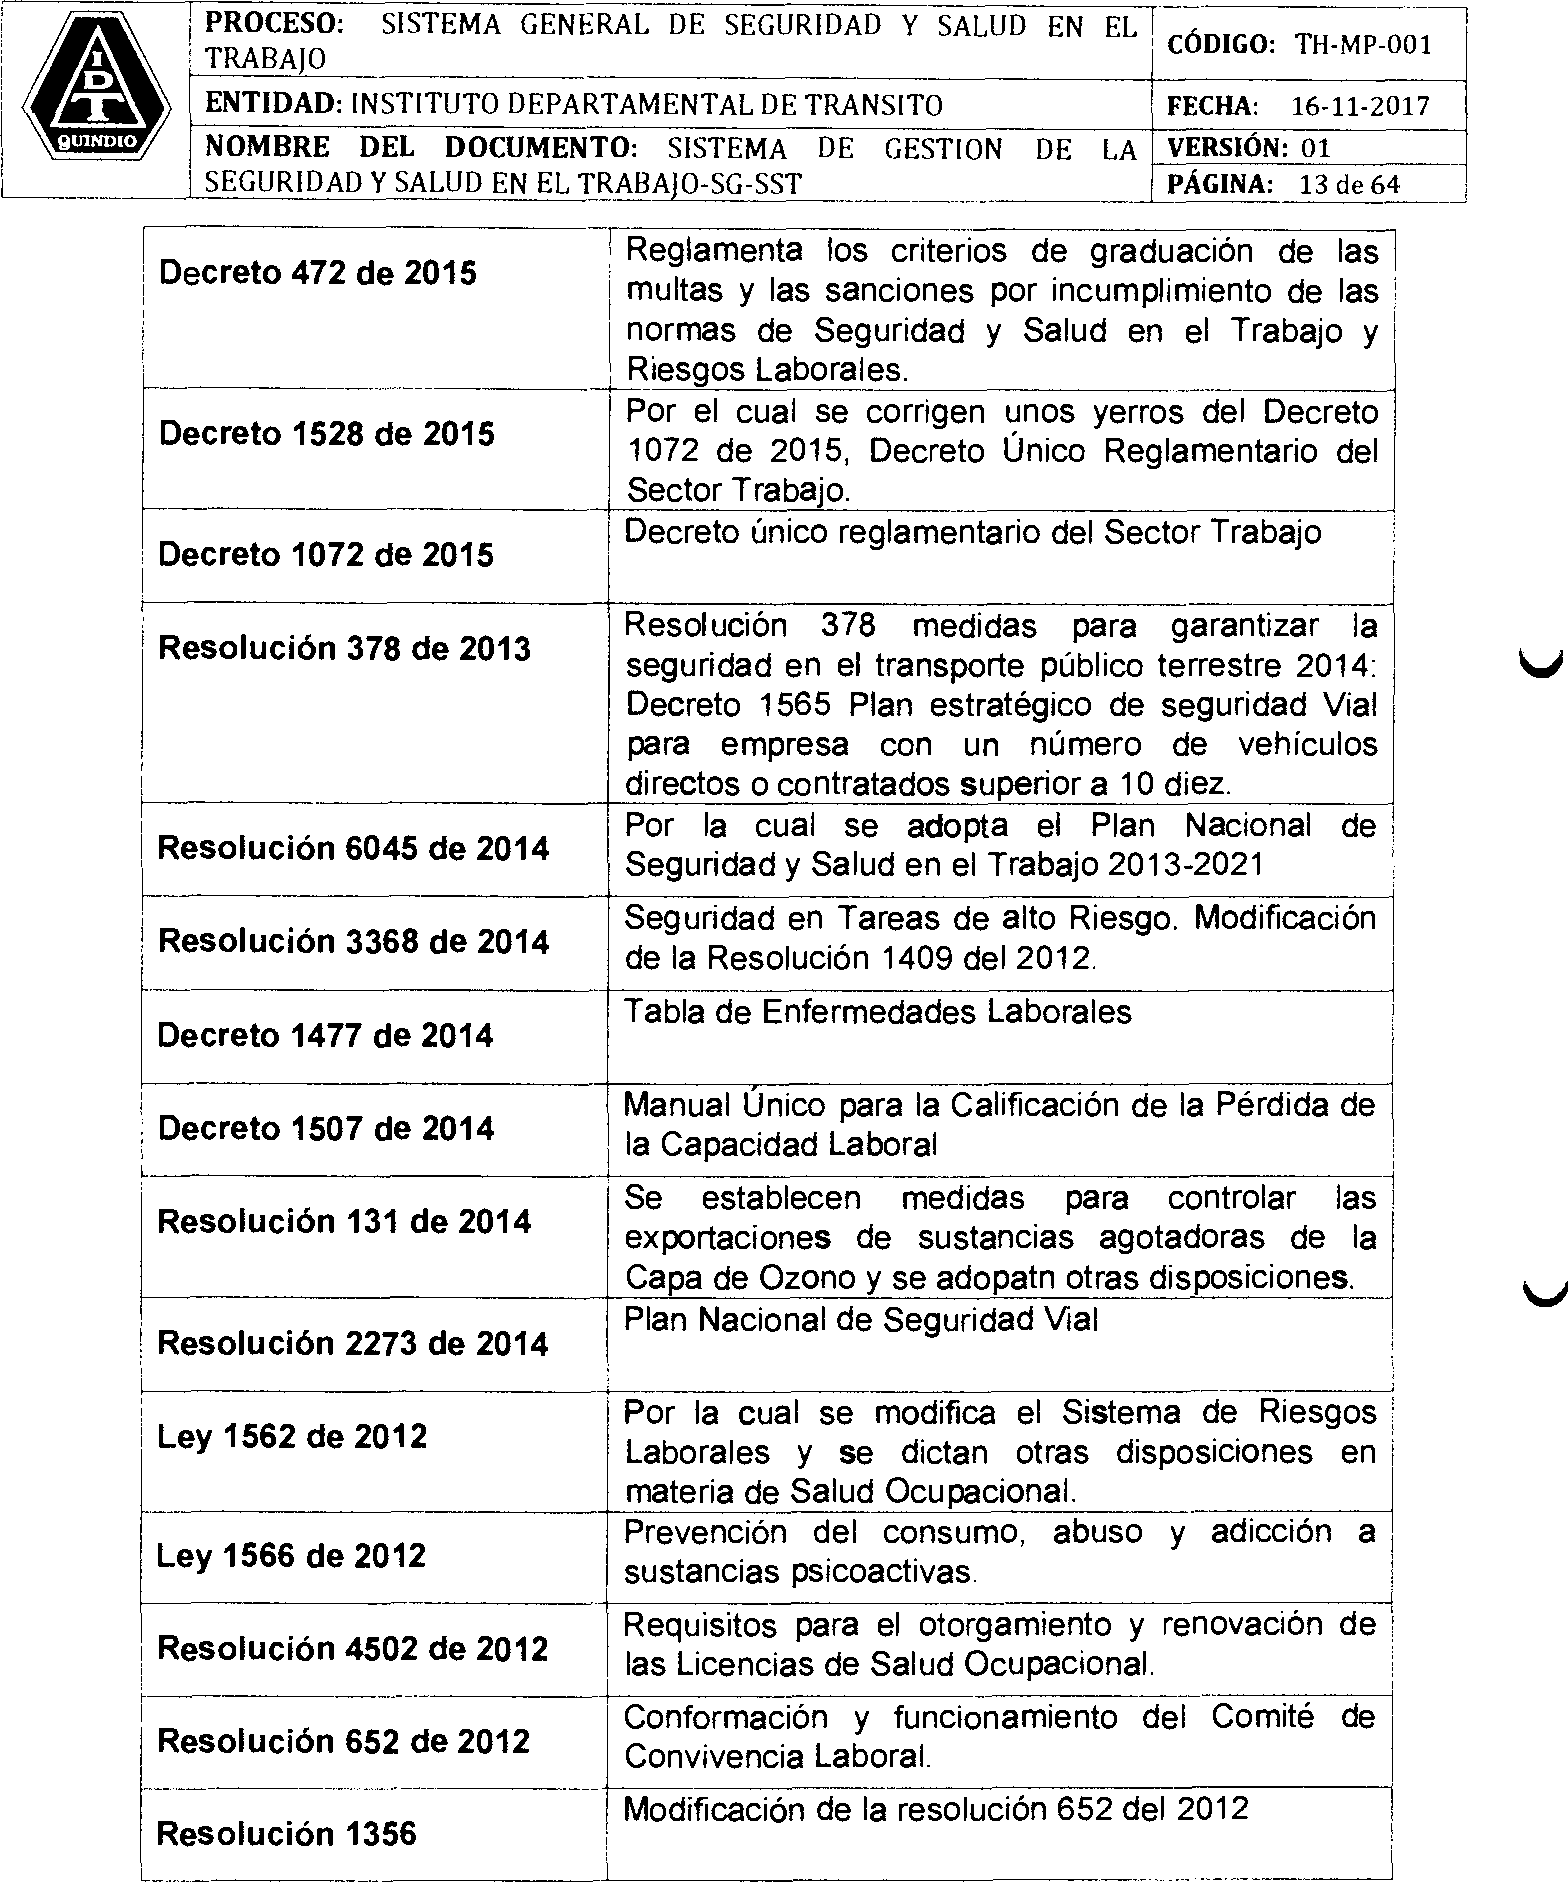 IDT
QUINDIO
PROCESO: SISTEMA GENERAL DE SEGURIDAD Y SALUD EN EL
TRABAJO
CÓDIGO: TH-MP-001
ENTIDAD: INSTITUTO DEPARTAMENTAL DE TRANSITO
FECHA: 16-11-2017
NOMBRE DEL DOCUMENTO: SISTEMA DE GESTION DE LA
SEGURIDAD Y SALUD EN EL TRABAJO-SG-SST
VERSIÓN: 01
PÁGINA: 13 de 64
Decreto 472 de 2015
Reglamenta los criterios de graduación de las
multas y las sanciones por incumplimiento de las
normas de Seguridad y Salud en el Trabajo y
Riesgos Laborales.
Decreto 1528 de 2015
Por el cual se corrigen unos yerros del Decreto
1072 de 2015, Decreto Único Reglamentario del
Sector Trabajo.
Decreto 1072 de 2015
Decreto único reglamentario del Sector Trabajo
Resolución 378 de 2013
Resolución 378 medidas para garantizar la
seguridad en el transporte público terrestre 2014:
Decreto 1565 Plan estratégico de seguridad Vial
para empresa con un número de vehículos
directos o contratados superior a 10 diez.
Resolución 6045 de 2014
Por la cual se adopta el Plan Nacional de
Seguridad y Salud en el Trabajo 2013-2021
Resolución 3368 de 2014
Seguridad en Tareas de alto Riesgo. Modificación
de la Resolución 1409 del 2012.
Decreto 1477 de 2014
Tabla de Enfermedades Laborales
Decreto 1507 de 2014
Manual Único para la Calificación de la Pérdida de
la Capacidad Laboral
Resolución 131 de 2014
Se establecen medidas para controlar las
exportaciones de sustancias agotadoras de la
Capa de Ozono y se adopatn otras disposiciones.
Resolución 2273 de 2014
Plan Nacional de Seguridad Vial
Ley 1562 de 2012
Por la cual se modifica el Sistema de Riesgos
Laborales y se dictan otras disposiciones en
materia de Salud Ocupacional.
Ley 1566 de 2012
Prevención del consumo, abuso y adicción a
sustancias psicoactivas.
Resolución 4502 de 2012
Requisitos para el otorgamiento y renovación de
las Licencias de Salud Ocupacional.
Resolución 652 de 2012
Conformación y funcionamiento del Comité de
Convivencia Laboral.
Resolución 1356
Modificación de la resolución 652 del 2012